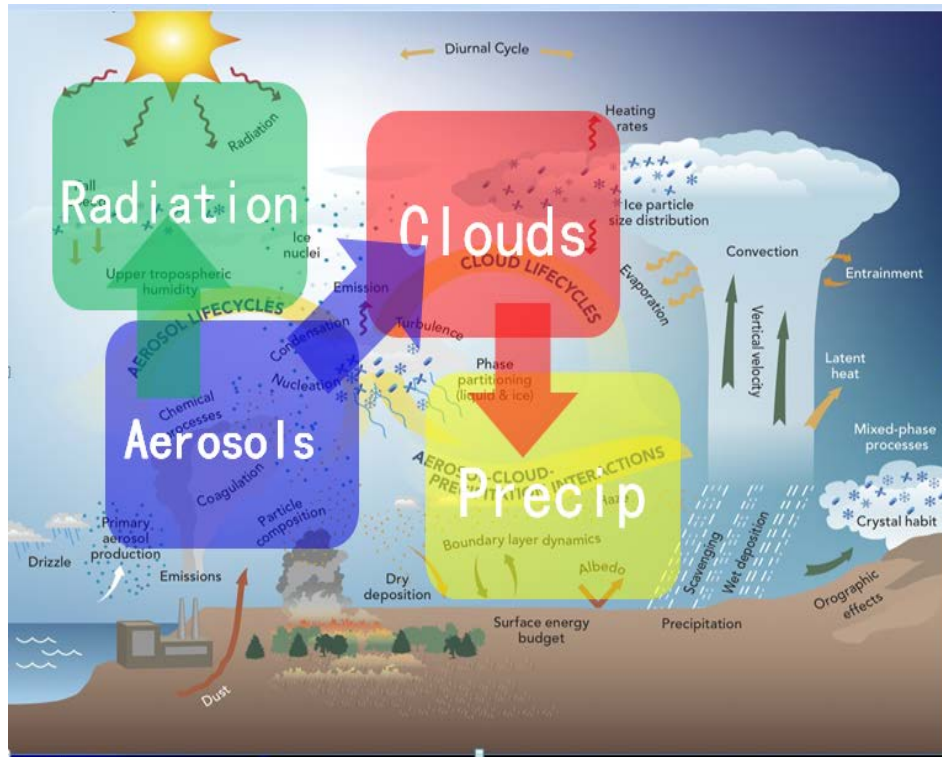 Diurnal Cycle
Radiation
Heating
rates
Radiation
Clouds
Ice particle
size distribution
Ice
nuclei
Convection
Entrainment
Upper tropospheric
humidity
Emission
CLOUD LIFECYCLES
Evaporation
AEROSOL LIFECYCLES
Condensation
Turbulence
Vertical velocity
Latent
heat
Nucleation
Phase
partitioning
(liquid & ice)
Chemical
processes
Aerosols
Mixed-phase
processes
AEROSOL-CLOUD-
PRECIPITATION INTERACTIONS
Precip
Coagulation
Particle
composition
Haze
Crystal habit
Primary
aerosol
production
Drizzle
Emissions
Boundary layer dynamics
Albedo
Dry
deposition
Scavenging
Wet deposition
Orographic
effects
Surface energy
budget
Precipitation
Dust